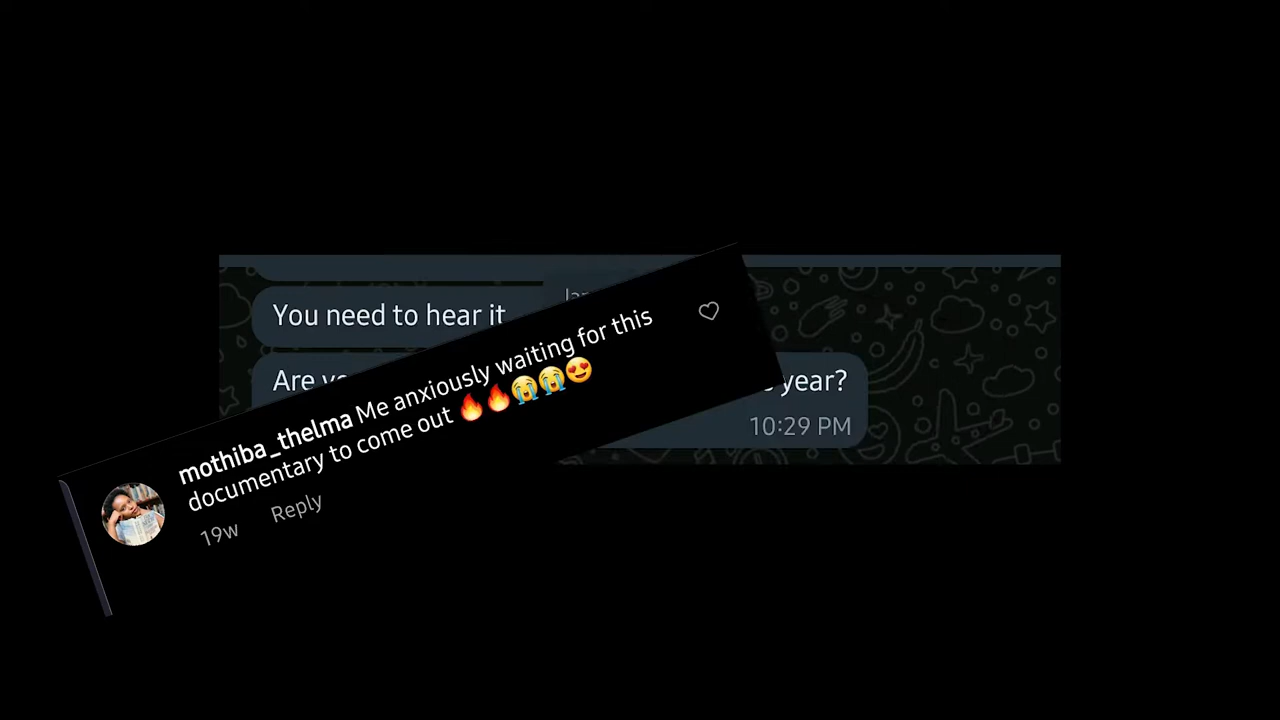 You need to hear it
Are
year?
10:29 PM
mothiba_thelma Me anxiously waiting for this
documentary to come out 🔥🔥😭😭😍
19w Reply